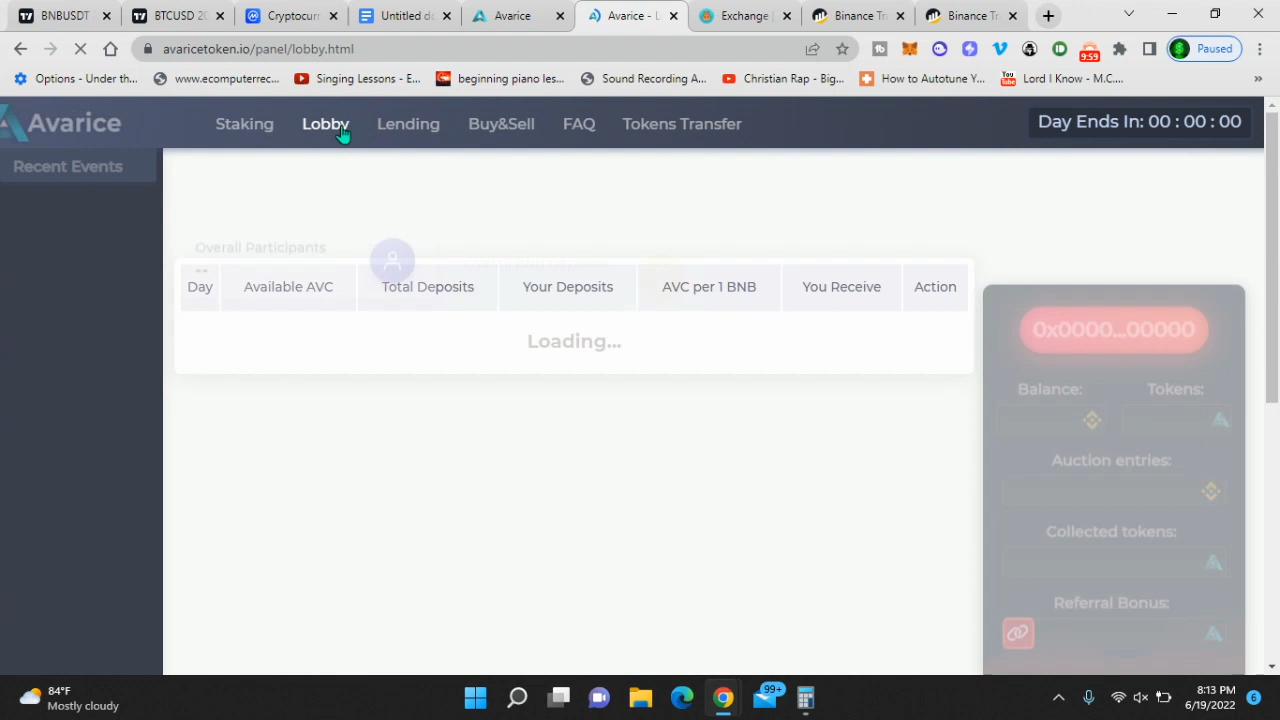 BNBUSDT
BTCUSD 20
Cryptocurr
Untitled d
Avarice
Avarice - L
Exchange |
Binance Tr
Binance Tr
avaricetoken.io/panel/lobby.html
9:59
Paused
Options - Under th...
www.ecomputerrec...
Singing Lessons - E...
beginning piano les...
Sound Recording A...
Christian Rap - Big...
How to Autotune Y...
Lord I Know - M.C....
»
Avarice
Staking
Lobby
Lending
Buy&Sell
FAQ
Tokens Transfer
Day Ends In: 00 : 00 : 00
Recent Events
Overall Participants
--
Day
Available AVC
Total Deposits
Your Deposits
AVC per 1 BNB
You Receive
Action
Loading...
0x0000...00000
Balance:
Tokens:
Auction entries:
Collected tokens:
Referral Bonus:
84°F
Mostly cloudy
99+
8:13 PM
6/19/2022
6